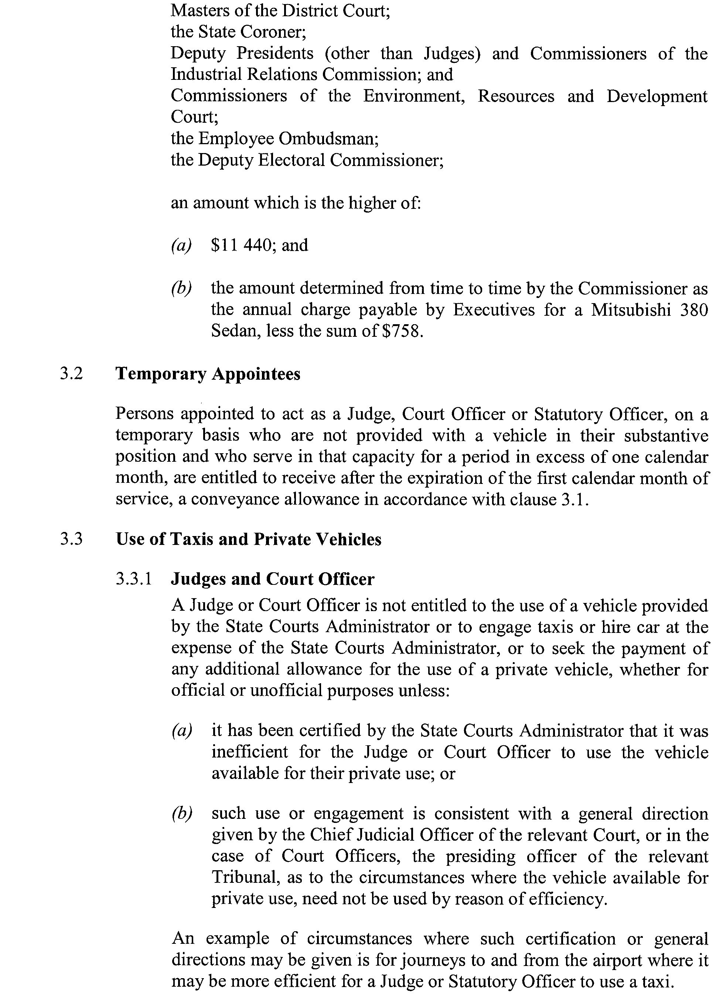 Masters of the District Court;
the State Coroner;
Deputy Presidents (other than Judges) and Commissioners of the
Industrial Relations Commission; and
Commissioners of the Environment, Resources and Development
Court;
the Employee Ombudsman;
the Deputy Electoral Commissioner;
an amount which is the higher of:
(a) $11 440; and
(b) the amount determined from time to time by the Commissioner as
the annual charge payable by Executives for a Mitsubishi 380
Sedan, less the sum of $758.
3.2 Temporary Appointees
Persons appointed to act as a Judge, Court Officer or Statutory Officer, on a
temporary basis who are not provided with a vehicle in their substantive
position and who serve in that capacity for a period in excess of one calendar
month, are entitled to receive after the expiration of the first calendar month of
service, a conveyance allowance in accordance with clause 3.1.
3.3 Use of Taxis and Private Vehicles
3.3.1 Judges and Court Officer
A Judge or Court Officer is not entitled to the use of a vehicle provided
by the State Courts Administrator or to engage taxis or hire car at the
expense of the State Courts Administrator, or to seek the payment of
any additional allowance for the use of a private vehicle, whether for
official or unofficial purposes unless:
(a) it has been certified by the State Courts Administrator that it was
inefficient for the Judge or Court Officer to use the vehicle
available for their private use; or
(b) such use or engagement is consistent with a general direction
given by the Chief Judicial Officer of the relevant Court, or in the
case of Court Officers, the presiding officer of the relevant
Tribunal, as to the circumstances where the vehicle available for
private use, need not be used by reason of efficiency.
An example of circumstances where such certification or general
directions may be given is for journeys to and from the airport where it
may be more efficient for a Judge or Statutory Officer to use a taxi.